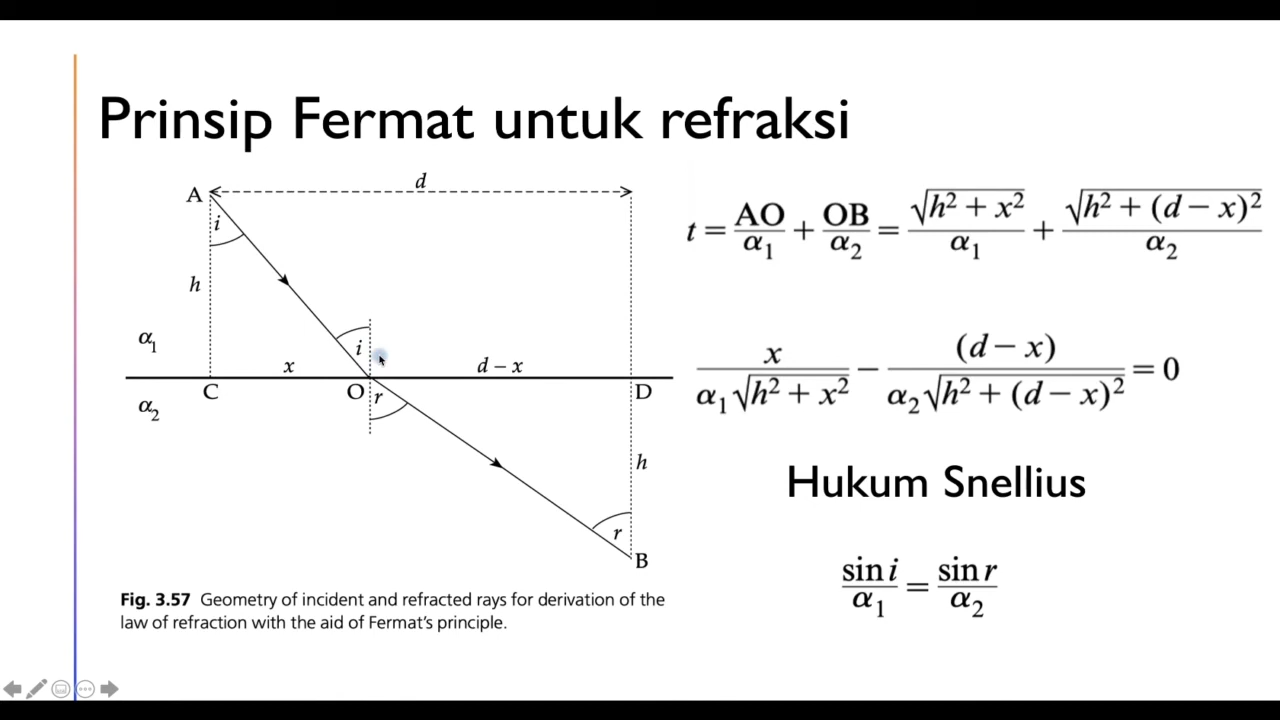 Prinsip Fermat untuk refraksi
d
A
i
h
α₁
i
x
d – x
C
O
r
D
α₂
h
r
B
t = AO/α₁ + OB/α₂ = √(h² + x²)/α₁ + √(h² + (d – x)²)/α₂
x/(α₁√(h² + x²)) – (d – x)/(α₂√(h² + (d – x)²)) = 0
Hukum Snellius
sin i/α₁ = sin r/α₂
Fig. 3.57 Geometry of incident and refracted rays for derivation of the
law of refraction with the aid of Fermat’s principle.